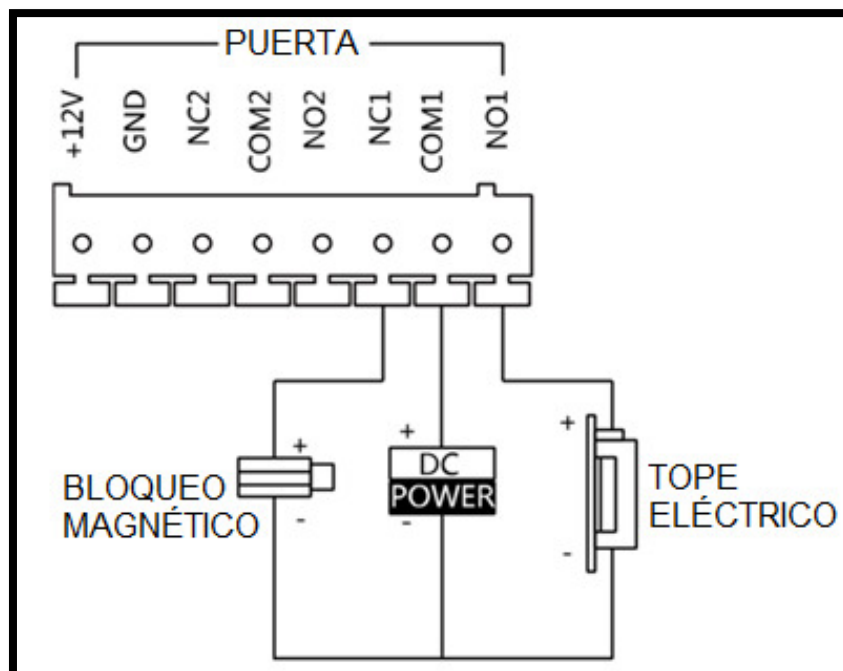 PUERTA
+12V
GND
NC2
COM2
NO2
NC1
COM1
NO1
+
+
+
BLOQUEO
MAGNÉTICO
-
DC
POWER
-
TOPE
ELÉCTRICO
-